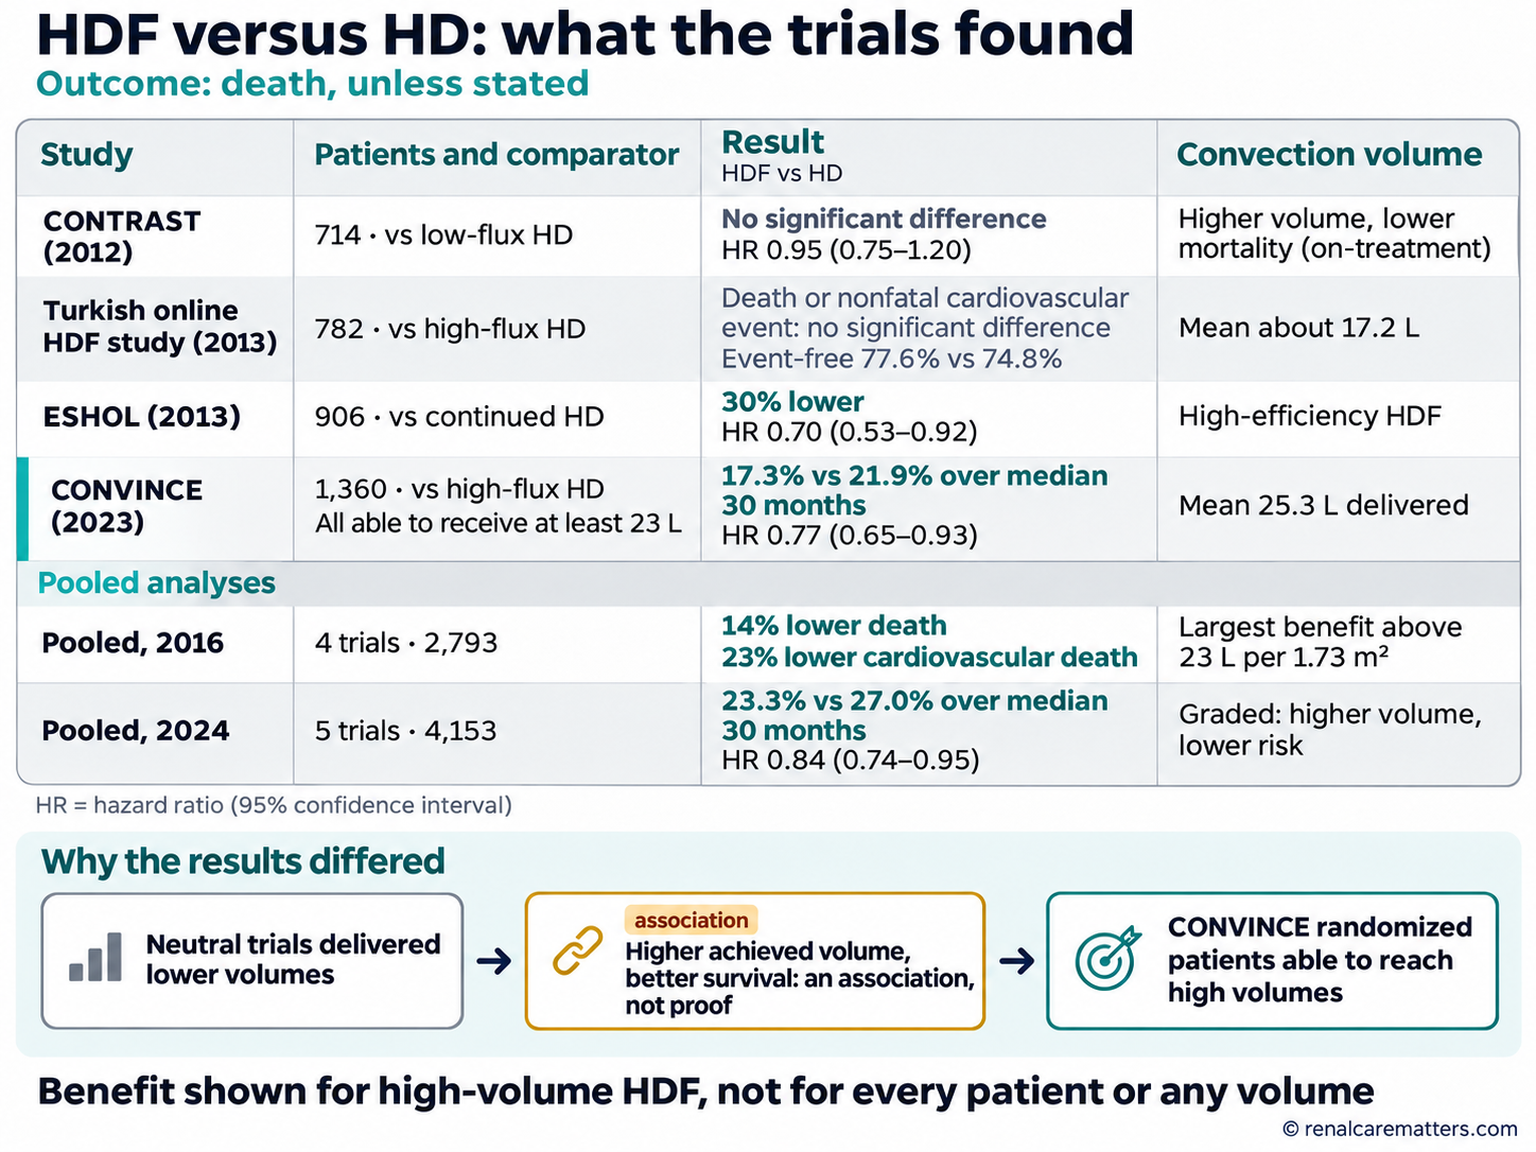 HDF versus HD: what the trials found
Outcome: death, unless stated
Study
Patients and comparator
Result
HDF vs HD
Convection volume
CONTRAST
(2012)
714 · vs low-flux HD
No significant difference
HR 0.95 (0.75–1.20)
Higher volume, lower
mortality (on-treatment)
Turkish online
HDF study (2013)
782 · vs high-flux HD
Death or nonfatal cardiovascular
event: no significant difference
Event-free 77.6% vs 74.8%
Mean about 17.2 L
ESHOL (2013)
906 · vs continued HD
30% lower
HR 0.70 (0.53–0.92)
High-efficiency HDF
CONVINCE
(2023)
1,360 · vs high-flux HD
All able to receive at least 23 L
17.3% vs 21.9% over median
30 months
HR 0.77 (0.65–0.93)
Mean 25.3 L delivered
Pooled analyses
Pooled, 2016
4 trials · 2,793
14% lower death
23% lower cardiovascular death
Largest benefit above
23 L per 1.73 m²
Pooled, 2024
5 trials · 4,153
23.3% vs 27.0% over median
30 months
HR 0.84 (0.74–0.95)
Graded: higher volume,
lower risk
HR = hazard ratio (95% confidence interval)
Why the results differed
Neutral trials delivered
lower volumes
association
Higher achieved volume,
better survival: an association,
not proof
CONVINCE randomized
patients able to reach
high volumes
Benefit shown for high-volume HDF, not for every patient or any volume
© renalcarematters.com